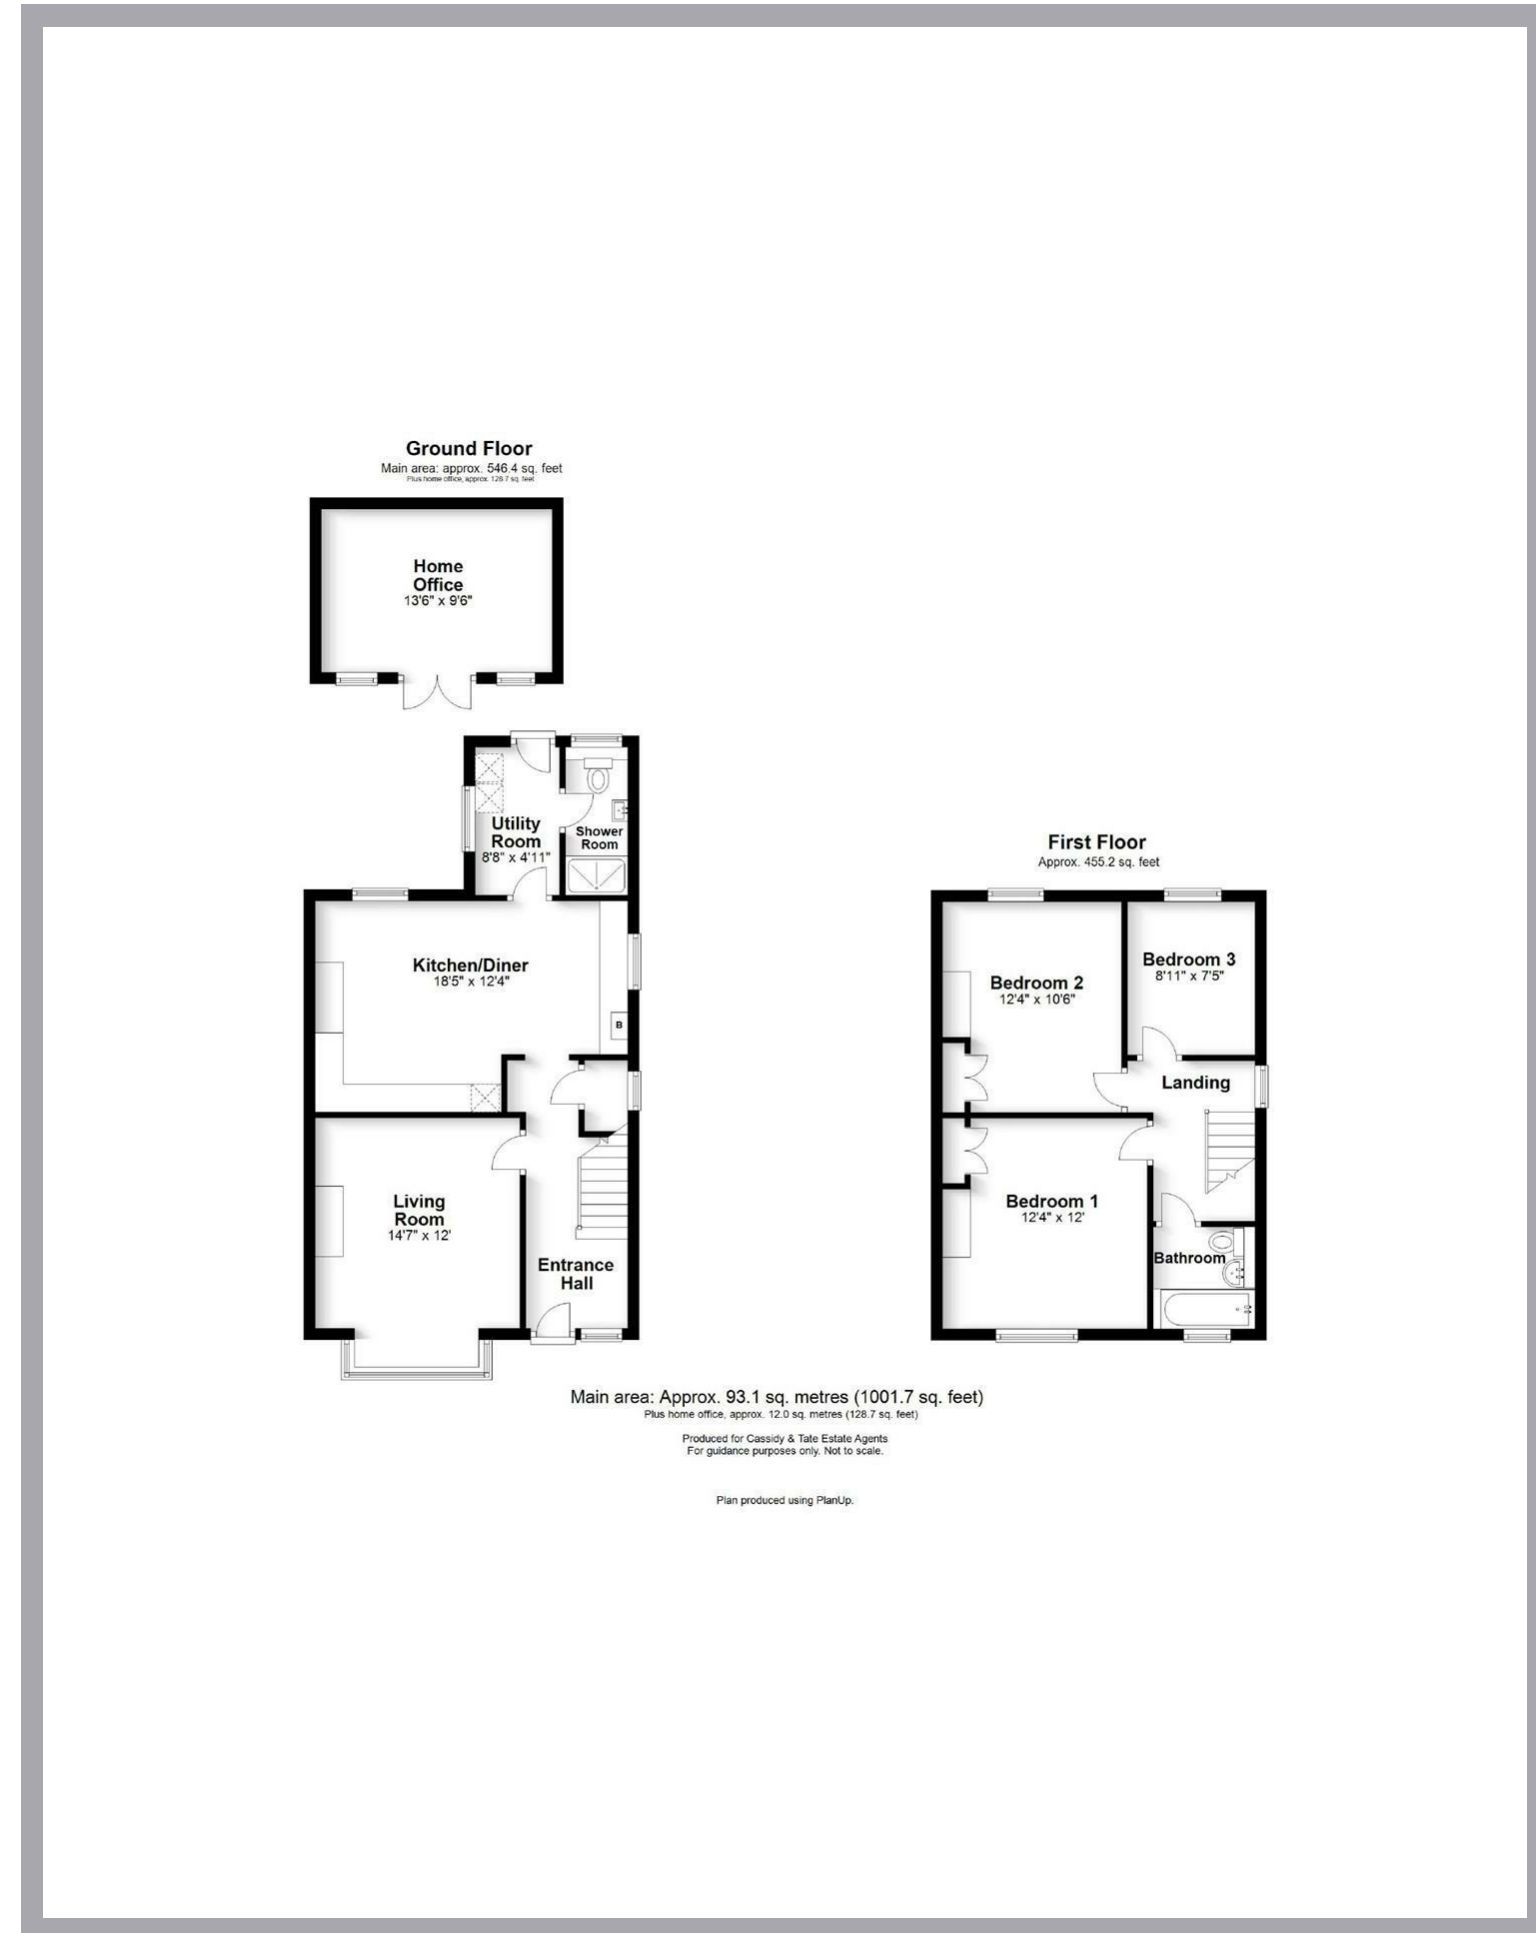 Ground Floor
Main area: approx. 546.4 sq. feet
Plus home office, approx. 128.7 sq. feet
Home
Office
13'6" x 9'6"
Utility
Room
8'8" x 4'11"
Shower
Room
Kitchen/Diner
18'5" x 12'4"
B
Living
Room
14'7" x 12'
Entrance
Hall
First Floor
Approx. 455.2 sq. feet
Bedroom 2
12'4" x 10'6"
Bedroom 3
8'11" x 7'5"
Landing
Bedroom 1
12'4" x 12'
Bathroom
Main area: Approx. 93.1 sq. metres (1001.7 sq. feet)
Plus home office, approx. 12.0 sq. metres (128.7 sq. feet)
Produced for Cassidy & Tate Estate Agents
For guidance purposes only. Not to scale.
Plan produced using PlanUp.